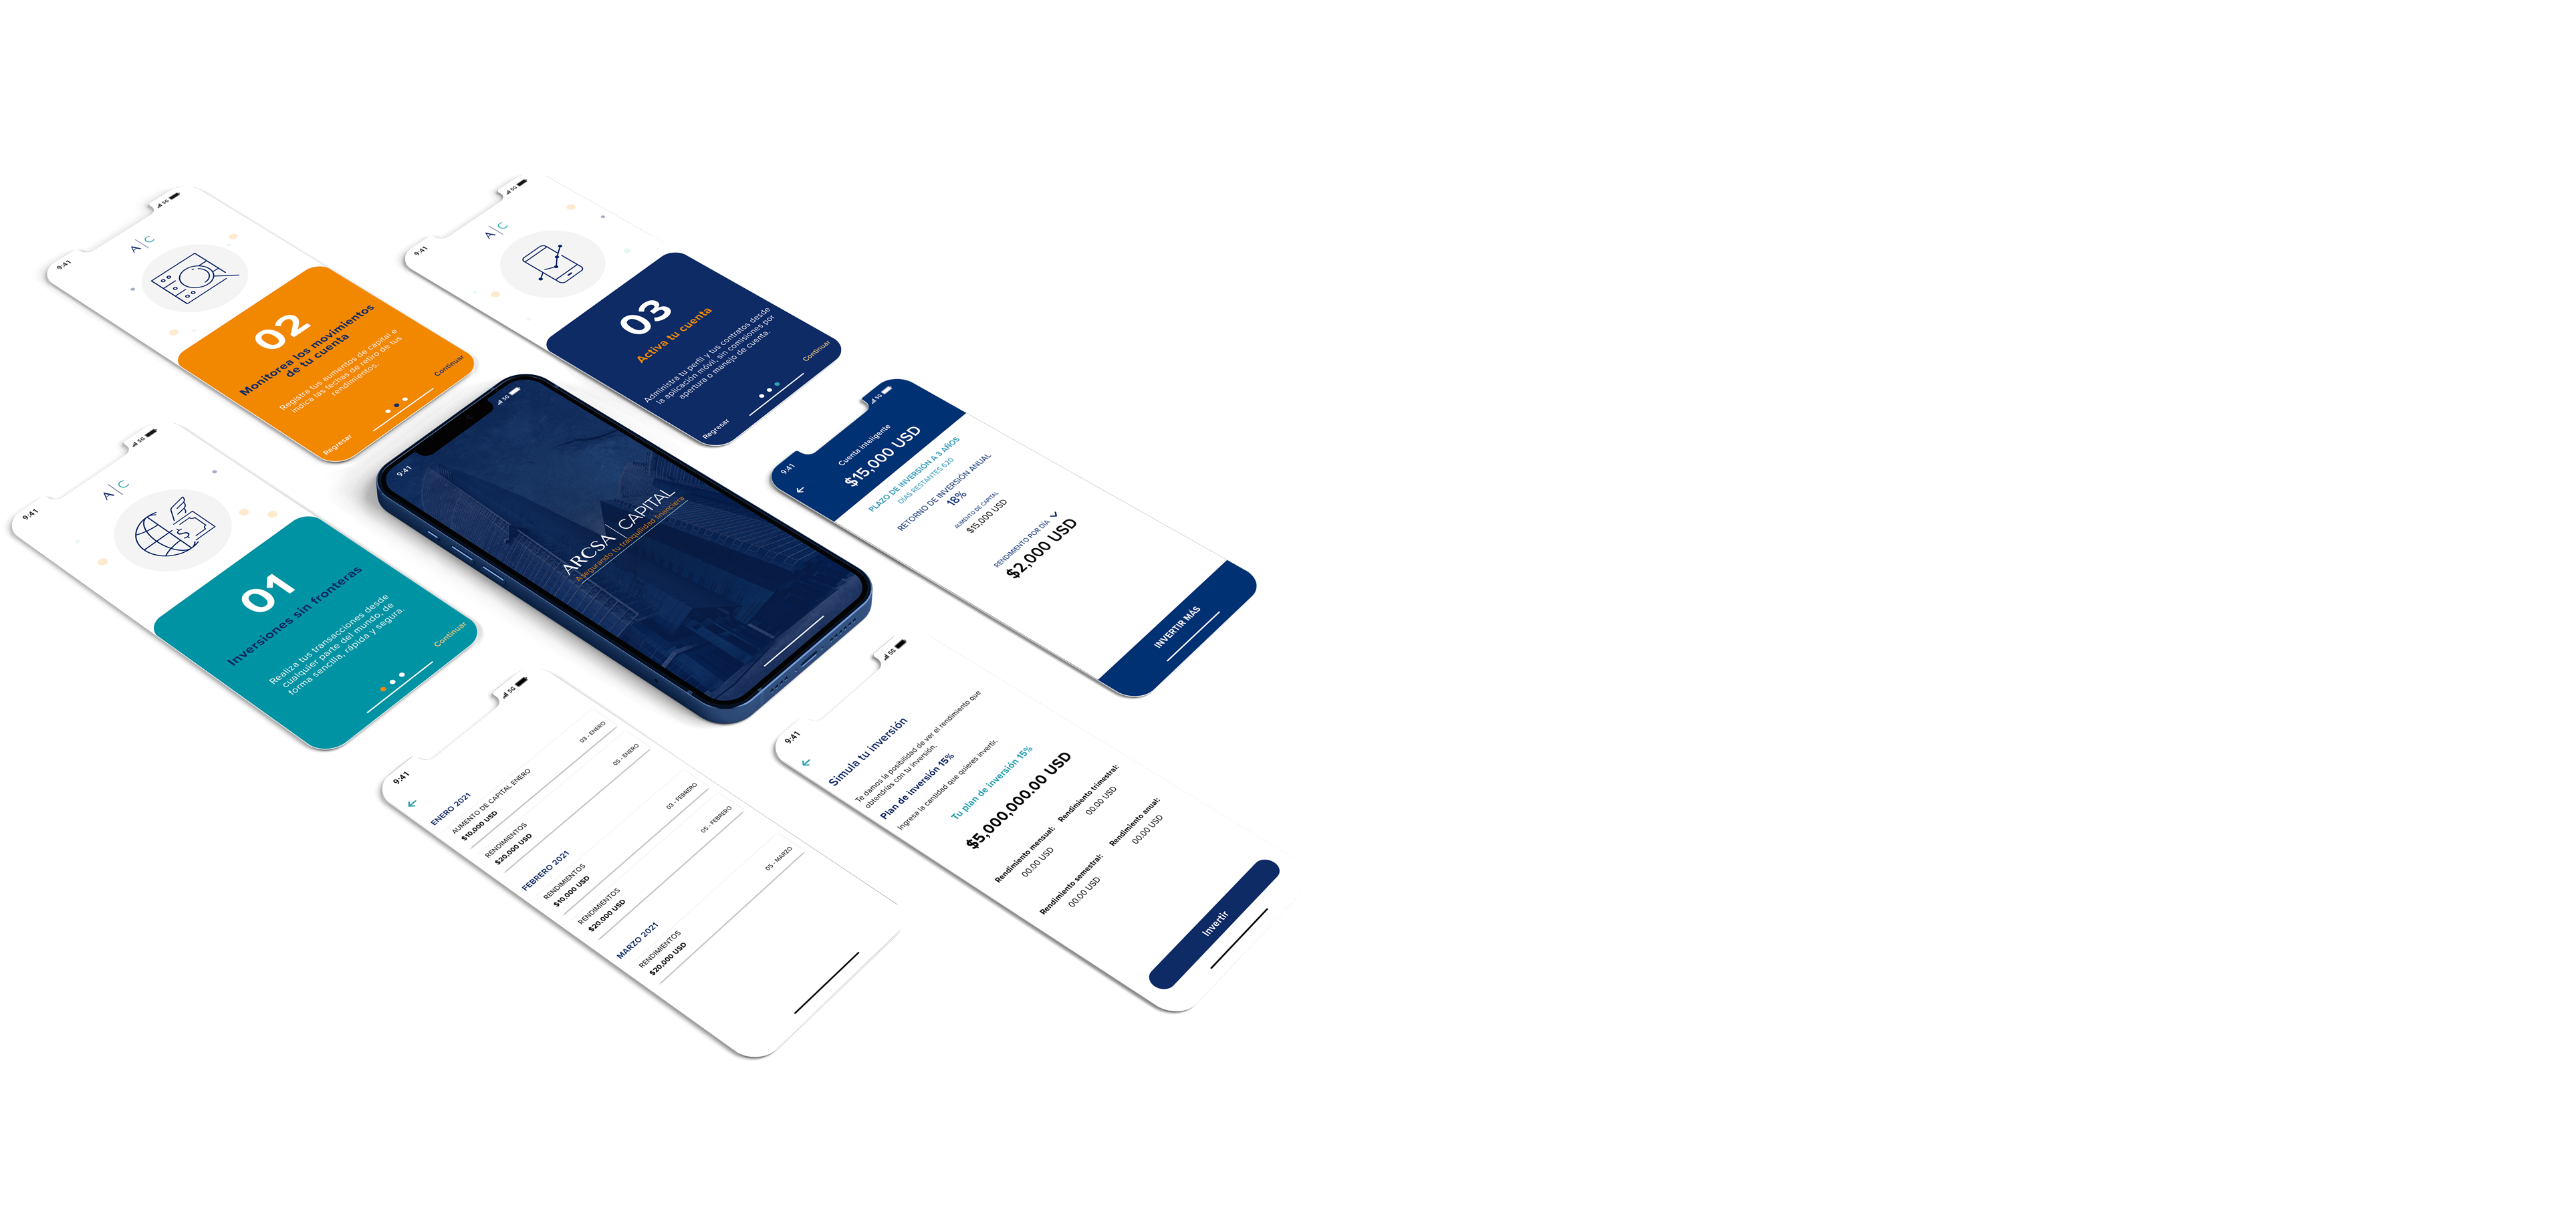 5G
9:41
A|C
02
Monitorea los movimientos
de tu cuenta
Registra tus aumentos de capital e
indica las fechas de retiro de tus
rendimientos.
Regresar
Continuar
5G
9:41
A|C
03
Activa tu cuenta
Administra tu perfil y tus contratos desde
la aplicación móvil, sin comisiones por
apertura o manejo de cuenta.
Regresar
Continuar
5G
9:41
A|C
01
Inversiones sin fronteras
Realiza tus transacciones desde
cualquier parte del mundo, de
forma sencilla, rápida y segura.
Continuar
5G
9:41
ARCSA | CAPITAL
Asegurando tu tranquilidad financiera
5G
9:41
Cuenta inteligente
$15,000 USD
PLAZO DE INVERSIÓN A 3 AÑOS
DÍAS RESTANTES 620
RETORNO DE INVERSIÓN ANUAL
18%
AUMENTO DE CAPITAL
$15,000 USD
RENDIMIENTO POR DÍA
$2,000 USD
INVERTIR MÁS
5G
9:41
ENERO 2021
03 - ENERO
AUMENTO DE CAPITAL ENERO
$10,000 USD
05 - ENERO
RENDIMIENTOS
$20,000 USD
FEBRERO 2021
03 - FEBRERO
RENDIMIENTOS
$10,000 USD
05 - FEBRERO
RENDIMIENTOS
$20,000 USD
MARZO 2021
05 - MARZO
RENDIMIENTOS
$20,000 USD
5G
9:41
Simula tu inversión
Te damos la posibilidad de ver el rendimiento que
obtendrías con tu inversión.
Plan de inversión 15%
Ingresa la cantidad que quieres invertir.
Tu plan de inversión 15%
$5,000,000.00 USD
Rendimiento mensual:
00.00 USD
Rendimiento trimestral:
00.00 USD
Rendimiento semestral:
00.00 USD
Rendimiento anual:
00.00 USD
Invertir